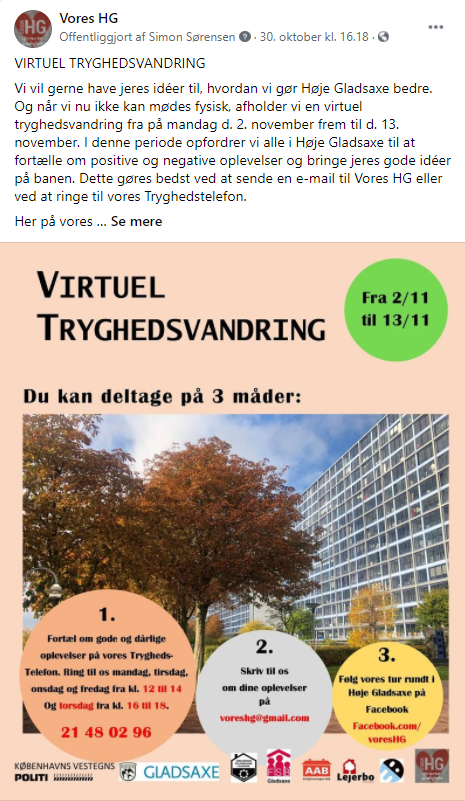 Vores HG
Offentliggjort af Simon Sørensen · 30. oktober kl. 16.18 ·
VIRTUEL TRYGHEDSVANDRING
Vi vil gerne have jeres idéer til, hvordan vi gør Høje Gladsaxe bedre.
Og når vi nu ikke kan mødes fysisk, afholder vi en virtuel
tryghedsvandring fra på mandag d. 2. november frem til d. 13.
november. I denne periode opfordrer vi alle i Høje Gladsaxe til at
fortælle om positive og negative oplevelser og bringe jeres gode idéer
på banen. Dette gøres bedst ved at sende en e-mail til Vores HG eller
ved at ringe til vores Tryghedstelefon.
Her på vores ... Se mere
VIRTUEL
TRYGHEDSVANDRING
Fra 2/11
til 13/11
Du kan deltage på 3 måder:
1.
Fortæl om gode og dårlige
oplevelser på vores Trygheds-
Telefon. Ring til os mandag, tirsdag,
onsdag og fredag fra kl. 12 til 14
Og torsdag fra kl. 16 til 18.
21 48 02 96
2.
Skriv til os
om dine oplevelser
på
voreshg@gmail.com
3.
Følg vores tur rundt i
Høje Gladsaxe på
Facebook
Facebook.com/
voresHG
KØBENHAVNS VESTEGNS
POLITI
GLADSAXE
Gladsaxe
AAB
Lejerbo
HG